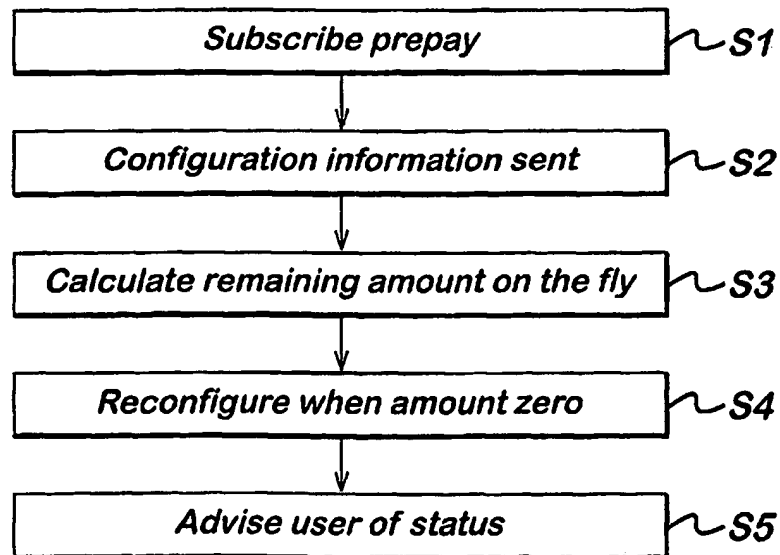 Subscribe prepay S1
Configuration information sent S2
Calculate remaining amount on the fly S3
Reconfigure when amount zero S4
Advise user of status S5